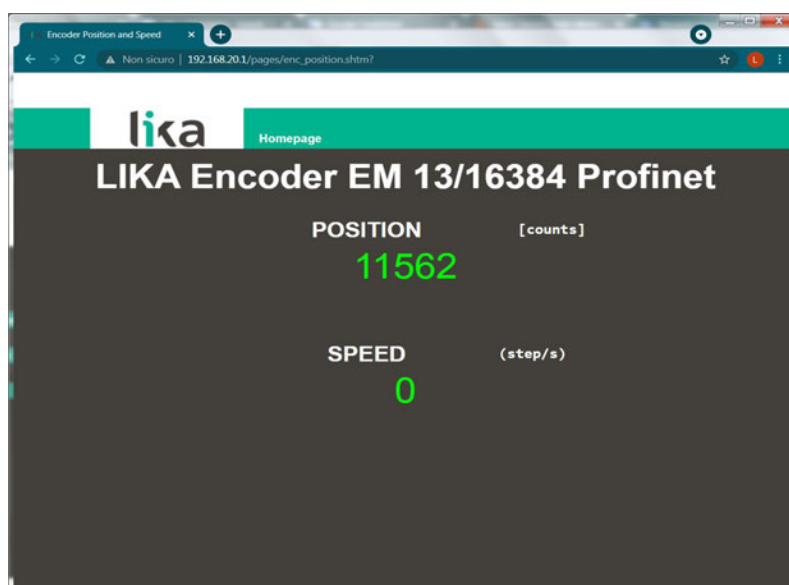 Encoder Position and Speed
Non sicuro | 192.168.20.1/pages/enc_position.shtm?
L
lika
Homepage
LIKA Encoder EM 13/16384 Profinet
POSITION [counts]
11562
SPEED (step/s)
0